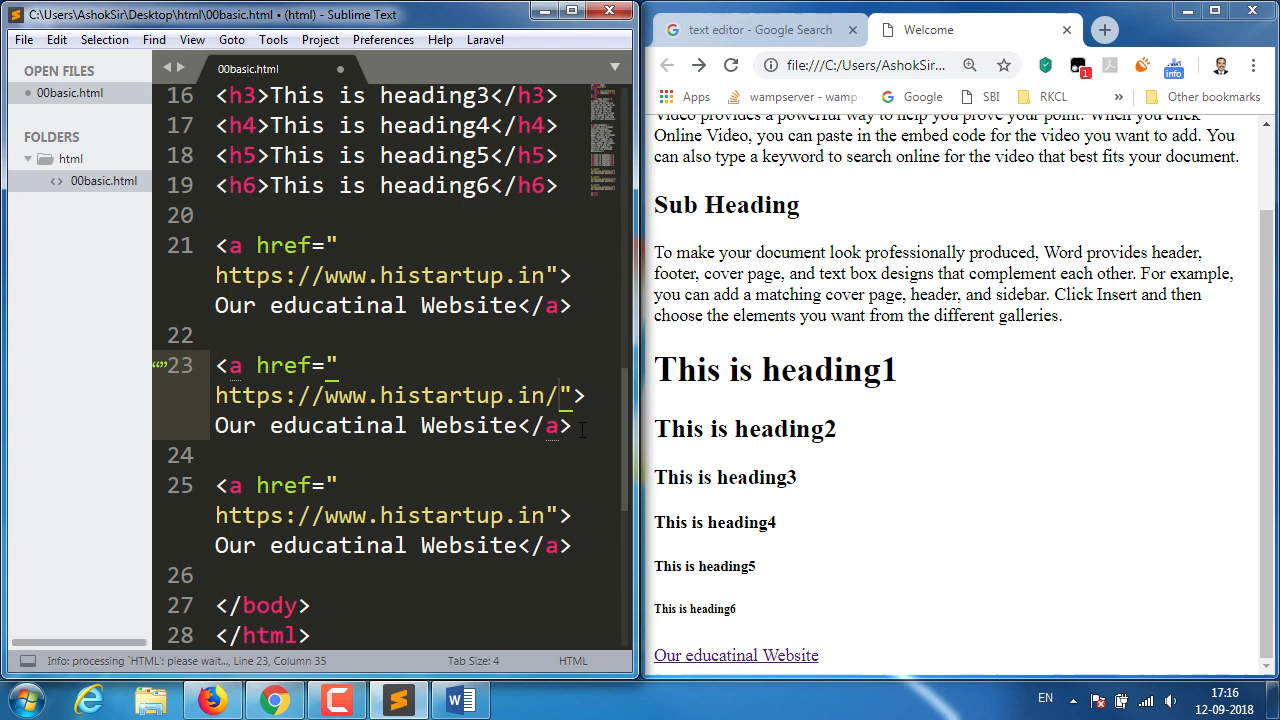 C:\Users\AshokSir\Desktop\html\00basic.html • (html) - Sublime Text
File Edit Selection Find View Goto Tools Project Preferences Help Laravel
OPEN FILES
00basic.html
FOLDERS
html
00basic.html
00basic.html
16 <h3>This is heading3</h3>
17 <h4>This is heading4</h4>
18 <h5>This is heading5</h5>
19 <h6>This is heading6</h6>
20
21 <a href="
https://www.histartup.in">
Our educatinal Website</a>
22
23 <a href="
https://www.histartup.in/">
Our educatinal Website</a>
24
25 <a href="
https://www.histartup.in">
Our educatinal Website</a>
26
27 </body>
28 </html>
Info: processing `HTML': please wait.., Line 23, Column 35 Tab Size: 4 HTML
text editor - Google Search
Welcome
file:///C:/Users/AshokSir...
1
info
Apps wampserver - wamp Google SBI RKCL » Other bookmarks
Video provides a powerful way to help you prove your point. When you click
Online Video, you can paste in the embed code for the video you want to add. You
can also type a keyword to search online for the video that best fits your document.
Sub Heading
To make your document look professionally produced, Word provides header,
footer, cover page, and text box designs that complement each other. For example,
you can add a matching cover page, header, and sidebar. Click Insert and then
choose the elements you want from the different galleries.
This is heading1
This is heading2
This is heading3
This is heading4
This is heading5
This is heading6
Our educatinal Website
EN
17:16
12-09-2018